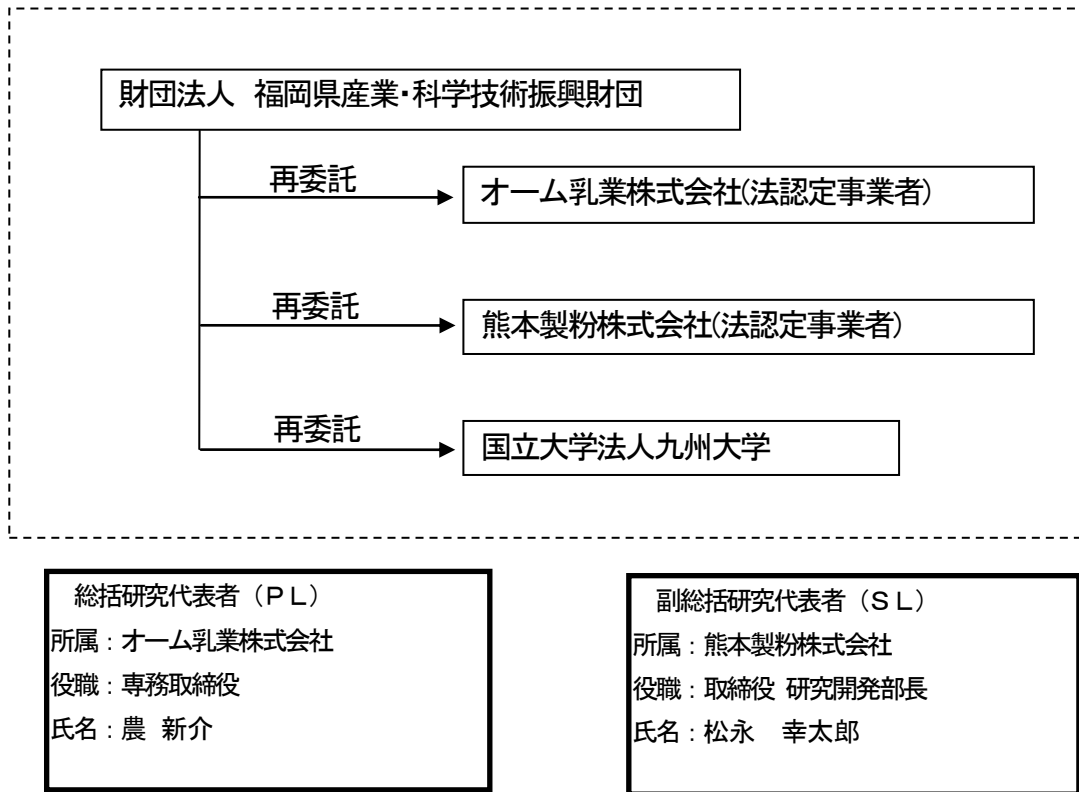 財団法人　福岡県産業・科学技術振興財団
再委託
オーム乳業株式会社(法認定事業者)
再委託
熊本製粉株式会社(法認定事業者)
再委託
国立大学法人九州大学
総括研究代表者（ＰＬ）
所属：オーム乳業株式会社
役職：専務取締役
氏名：農　新介
副総括研究代表者（ＳＬ）
所属：熊本製粉株式会社
役職：取締役 研究開発部長
氏名：松永　幸太郎